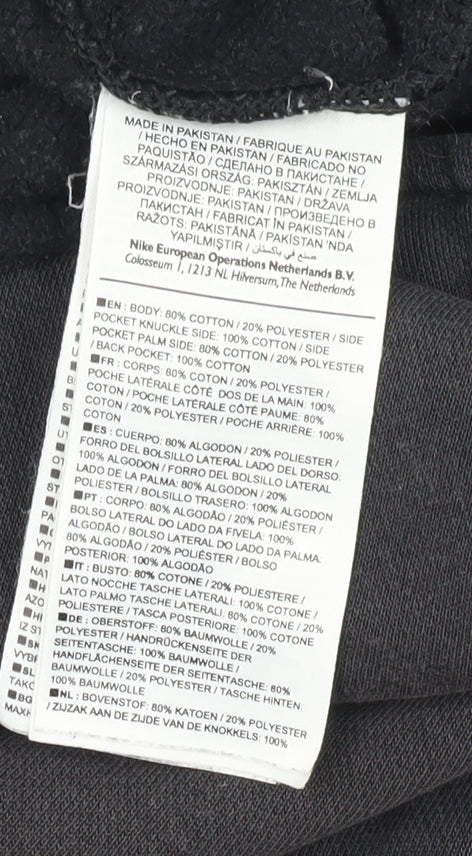 MADE IN PAKISTAN / FABRIQUE AU PAKISTAN
/ HECHO EN PAKISTAN / FABRICADO NO
PAQUISTÃO / СДЕЛАНО В ПАКИСТАНЕ /
SZÁRMAZÁSI ORSZÁG: PAKISZTÁN / ZEMLJA
PROIZVODNJE: PAKISTAN / DRŽAVA
PROIZVODNJE: PAKISTAN / ПРОИЗВЕДЕНО В
ПАКИСТАН / FABRICAT ÎN PAKISTAN /
RAŽOTS: PAKISTĀNĀ / PAKİSTAN 'NDA
YAPILMIŞTIR / صنع في باكستان
Nike European Operations Netherlands B.V.
Colosseum 1, 1213 NL Hilversum, The Netherlands
EN : BODY: 80% COTTON / 20% POLYESTER / SIDE
POCKET KNUCKLE SIDE: 100% COTTON / SIDE
POCKET PALM SIDE: 80% COTTON / 20% POLYESTER
/ BACK POCKET: 100% COTTON
FR : CORPS: 80% COTON / 20% POLYESTER /
POCHE LATÉRALE CÔTÉ DOS DE LA MAIN: 100%
COTON / POCHE LATÉRALE CÔTÉ PAUME: 80%
COTON / 20% POLYESTER / POCHE ARRIÈRE: 100%
COTON
ES : CUERPO: 80% ALGODON / 20% POLIESTER /
FORRO DEL BOLSILLO LATERAL LADO DEL DORSO:
100% ALGODON / FORRO DEL BOLSILLO LATERAL
LADO DE LA PALMA: 80% ALGODON / 20%
POLIESTER / BOLSILLO TRASERO: 100% ALGODON
PT : CORPO: 80% ALGODÃO / 20% POLIÉSTER /
BOLSO LATERAL DO LADO DA FIVELA: 100%
ALGODÃO / BOLSO LATERAL DO LADO DA PALMA:
80% ALGODÃO / 20% POLIÉSTER / BOLSO
POSTERIOR: 100% ALGODÃO
IT : BUSTO: 80% COTONE / 20% POLIESTERE /
LATO NOCCHE TASCHE LATERALI: 100% COTONE /
LATO PALMO TASCHE LATERALI: 80% COTONE / 20%
POLIESTERE / TASCA POSTERIORE: 100% COTONE
DE : OBERSTOFF: 80% BAUMWOLLE / 20%
POLYESTER / HANDRÜCKENSEITE DER
SEITENTASCHE: 100% BAUMWOLLE /
HANDFLÄCHENSEITE DER SEITENTASCHE: 80%
BAUMWOLLE / 20% POLYESTER / TASCHE HINTEN:
100% BAUMWOLLE
NL : BOVENSTOF: 80% KATOEN / 20% POLYESTER
/ ZIJZAK AAN DE ZIJDE VAN DE KNOKKELS: 100%